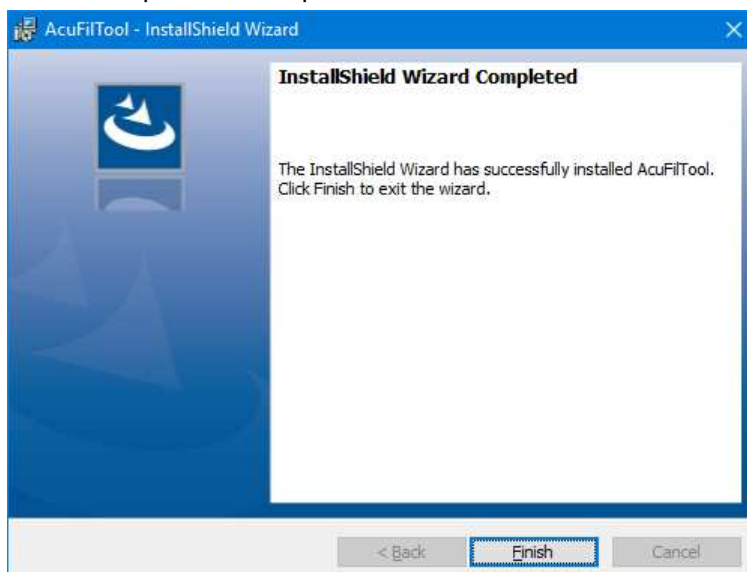 AcuFilTool - InstallShield Wizard
InstallShield Wizard Completed
The InstallShield Wizard has successfully installed AcuFilTool.
Click Finish to exit the wizard.
< Back
Finish
Cancel